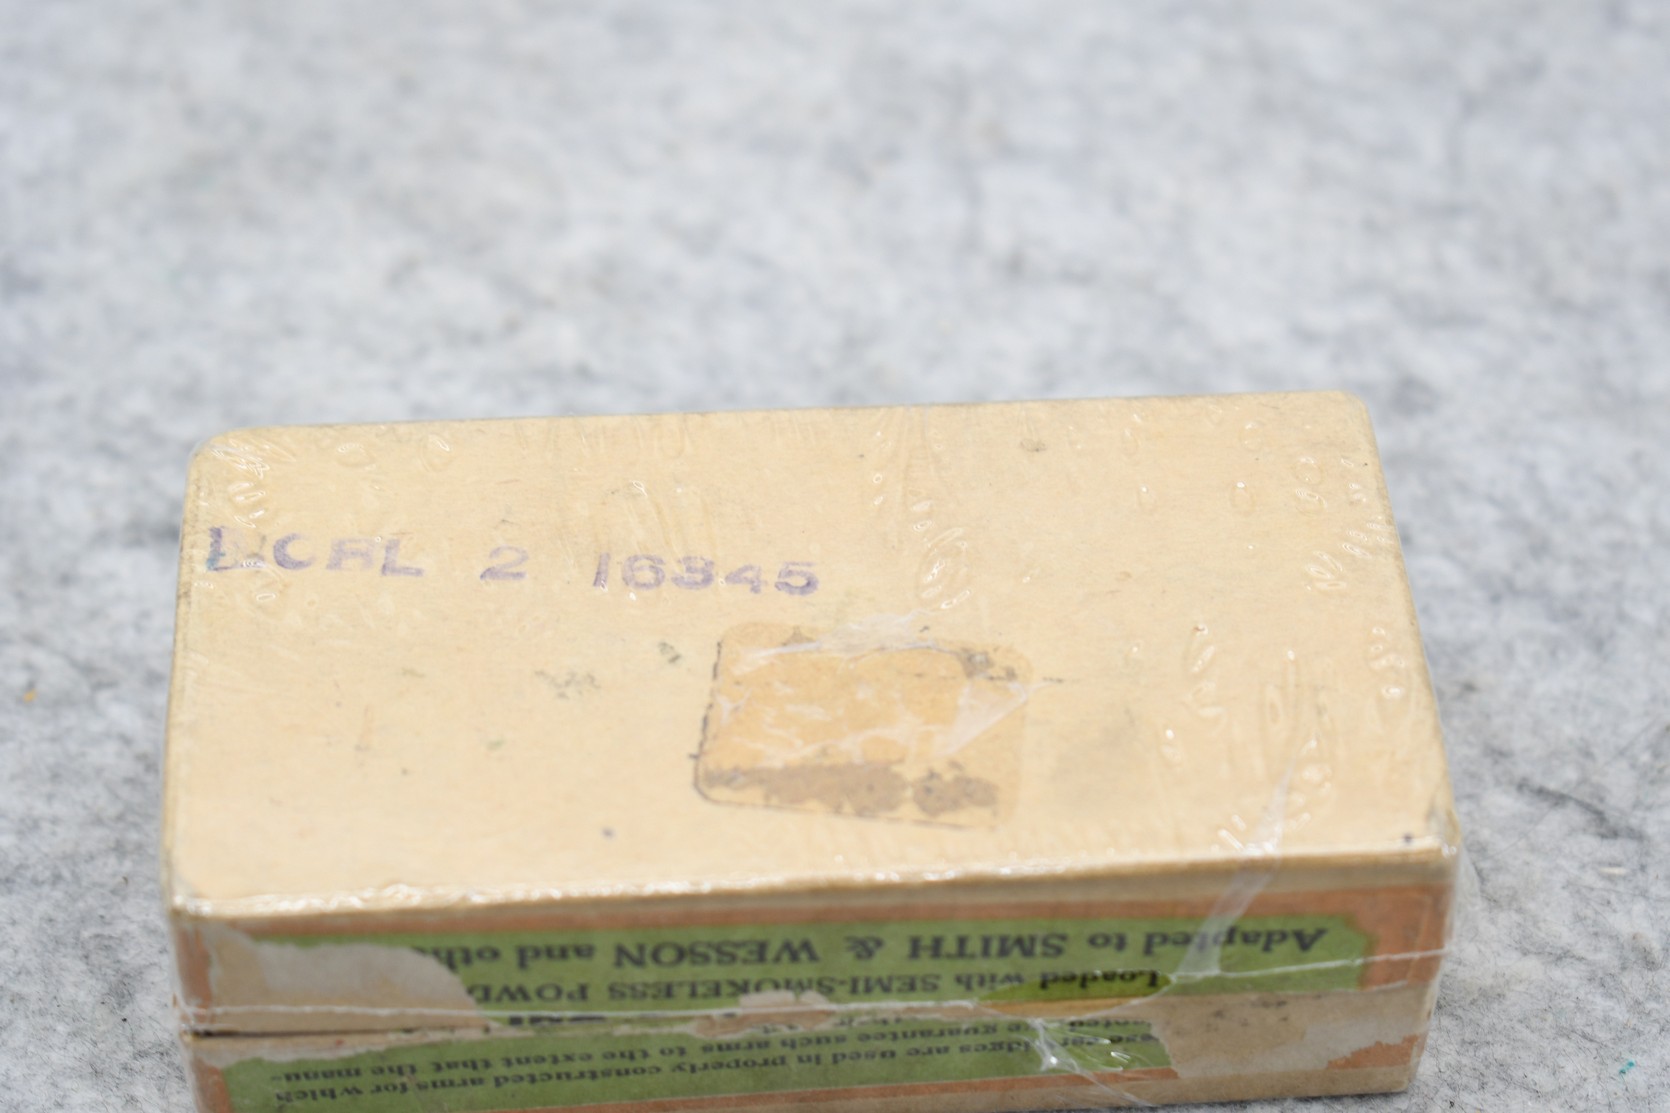 LCFL 2 16345
Adapted to SMITH & WESSON and oth
Loaded with SEMI-SMOKELESS POWD
guarantee such arms to the extent that the manu-
are used in properly constructed arms for which